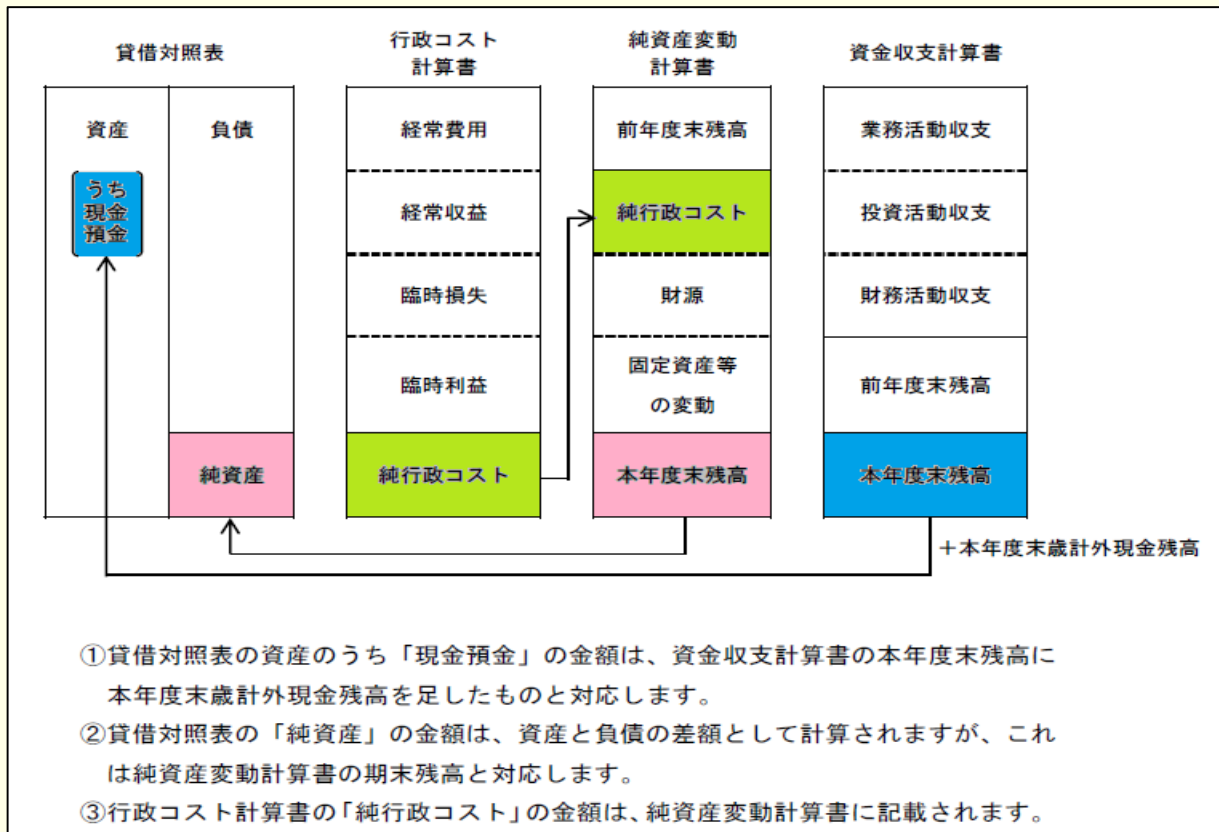 貸借対照表
行政コスト
計算書
純資産変動
計算書
資金収支計算書
資産
負債
経常費用
前年度末残高
業務活動収支
うち
現金
預金
経常収益
純行政コスト
投資活動収支
臨時損失
財源
財務活動収支
臨時利益
固定資産等
の変動
前年度末残高
純資産
純行政コスト
本年度末残高
本年度末残高
+本年度末歳計外現金残高
①貸借対照表の資産のうち「現金預金」の金額は、資金収支計算書の本年度末残高に
本年度末歳計外現金残高を足したものと対応します。
②貸借対照表の「純資産」の金額は、資産と負債の差額として計算されますが、これ
は純資産変動計算書の期末残高と対応します。
③行政コスト計算書の「純行政コスト」の金額は、純資産変動計算書に記載されます。